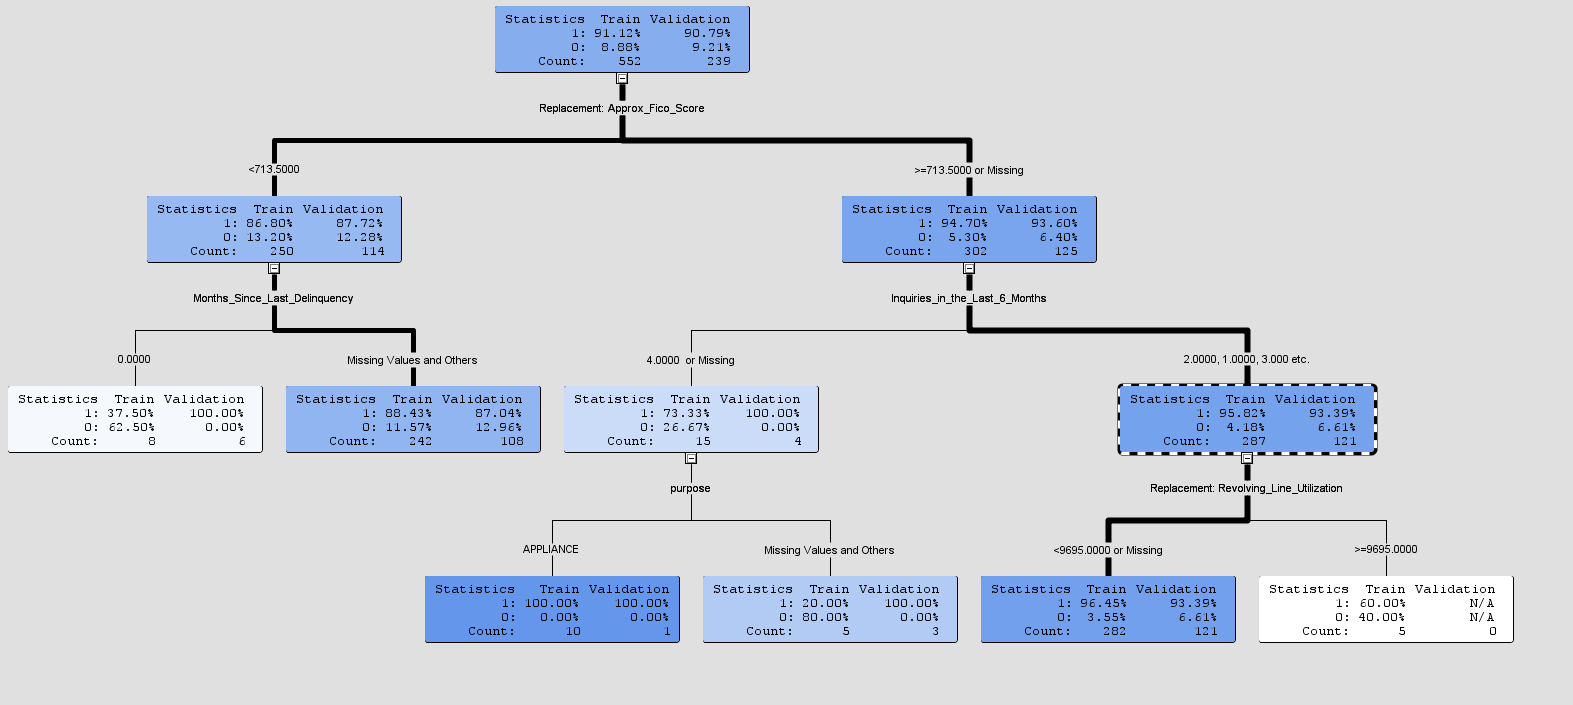 Statistics Train Validation
1: 91.12% 90.79%
0: 8.88% 9.21%
Count: 552 239
Replacement: Approx_Fico_Score
<713.5000
>=713.5000 or Missing
Statistics Train Validation
1: 86.80% 87.72%
0: 13.20% 12.28%
Count: 250 114
Statistics Train Validation
1: 94.70% 93.60%
0: 5.30% 6.40%
Count: 302 125
Months_Since_Last_Delinquency
Inquiries_in_the_Last_6_Months
0.0000
Missing Values and Others
4.0000 or Missing
2.0000, 1.0000, 3.000 etc.
Statistics Train Validation
1: 37.50% 100.00%
0: 62.50% 0.00%
Count: 8 6
Statistics Train Validation
1: 88.43% 87.04%
0: 11.57% 12.96%
Count: 242 108
Statistics Train Validation
1: 73.33% 100.00%
0: 26.67% 0.00%
Count: 15 4
Statistics Train Validation
1: 95.82% 93.39%
0: 4.18% 6.61%
Count: 287 121
purpose
Replacement: Revolving_Line_Utilization
APPLIANCE
Missing Values and Others
<9695.0000 or Missing
>=9695.0000
Statistics Train Validation
1: 100.00% 100.00%
0: 0.00% 0.00%
Count: 10 1
Statistics Train Validation
1: 20.00% 100.00%
0: 80.00% 0.00%
Count: 5 3
Statistics Train Validation
1: 96.45% 93.39%
0: 3.55% 6.61%
Count: 282 121
Statistics Train Validation
1: 60.00% N/A
0: 40.00% N/A
Count: 5 0